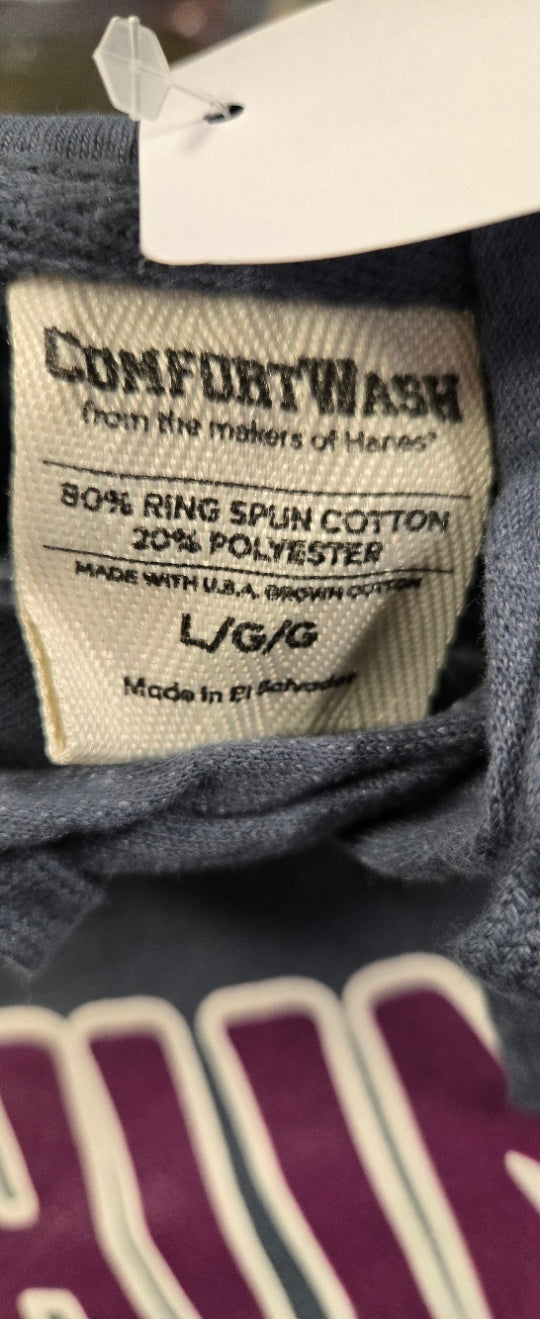 COMFORTWASH
from the makers of Hanes®
80% RING SPUN COTTON
20% POLYESTER
MADE WITH U.S.A. GROWN COTTON
L/G/G
Made in El Salvador